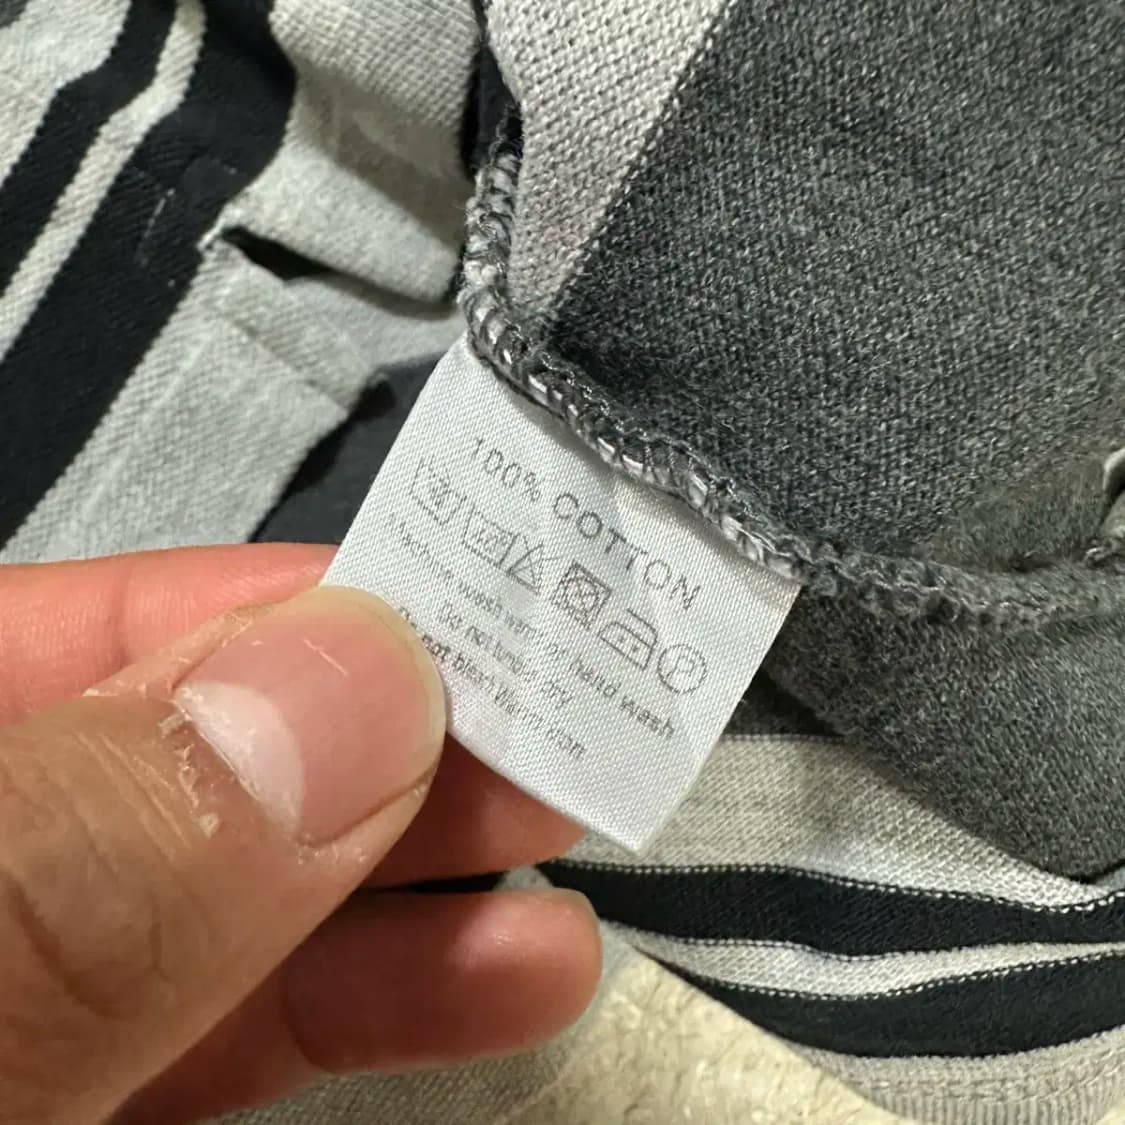 100% COTTON
Machine wash warm or hand wash
Do not tumble dry
Do not bleach Warm iron